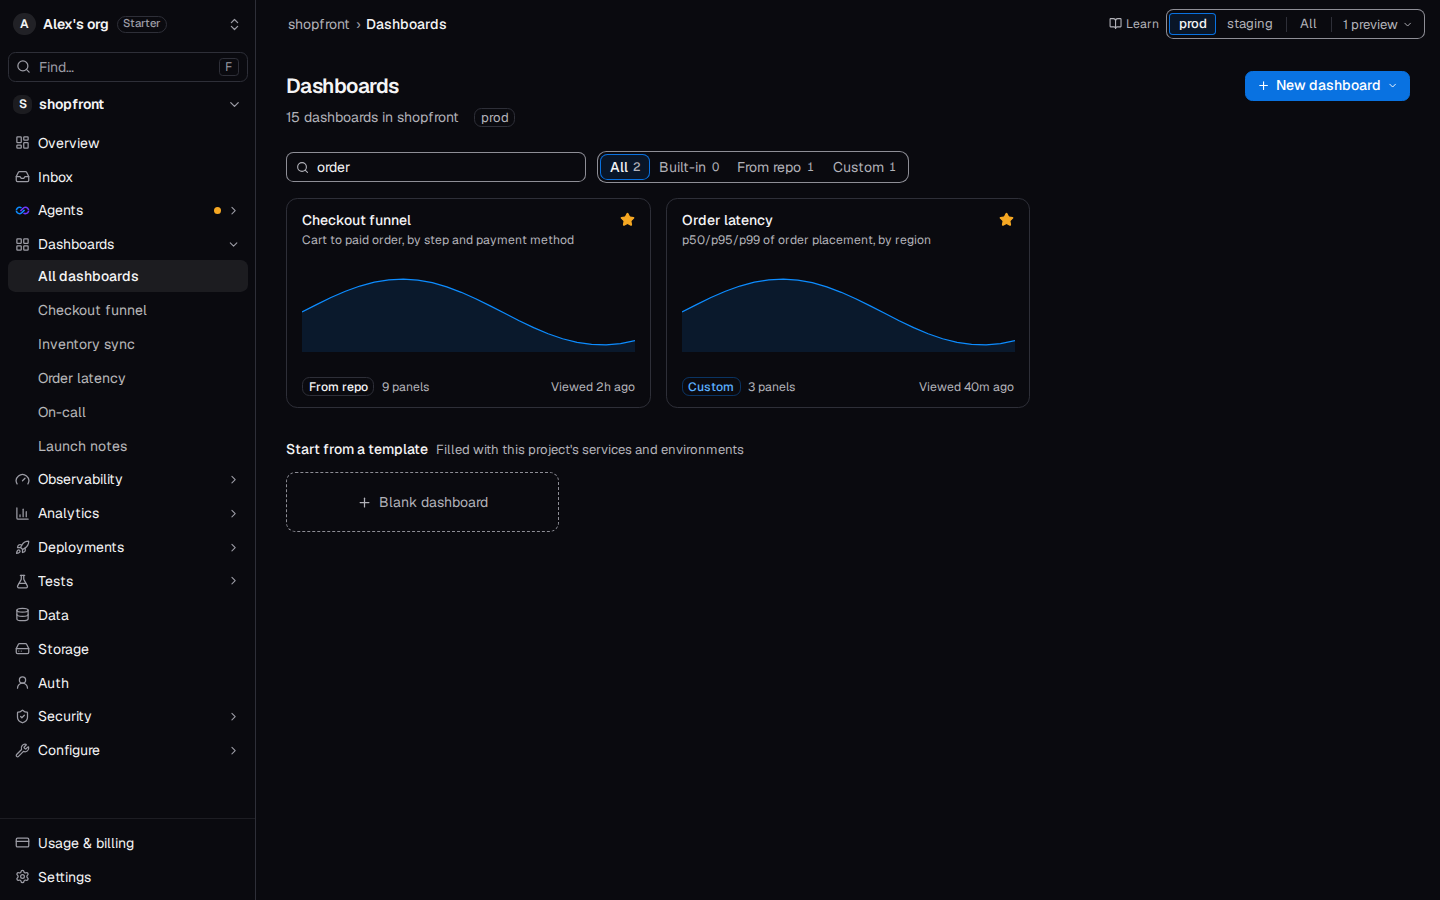 A Alex's org Starter
Find... F
S shopfront
Overview
Inbox
Agents
Dashboards
All dashboards
Checkout funnel
Inventory sync
Order latency
On-call
Launch notes
Observability
Analytics
Deployments
Tests
Data
Storage
Auth
Security
Configure
Usage & billing
Settings
shopfront › Dashboards
Learn prod staging All 1 preview
Dashboards
New dashboard
15 dashboards in shopfront prod
order
All 2 Built-in 0 From repo 1 Custom 1
Checkout funnel
Cart to paid order, by step and payment method
From repo 9 panels Viewed 2h ago
Order latency
p50/p95/p99 of order placement, by region
Custom 3 panels Viewed 40m ago
Start from a template Filled with this project's services and environments
Blank dashboard